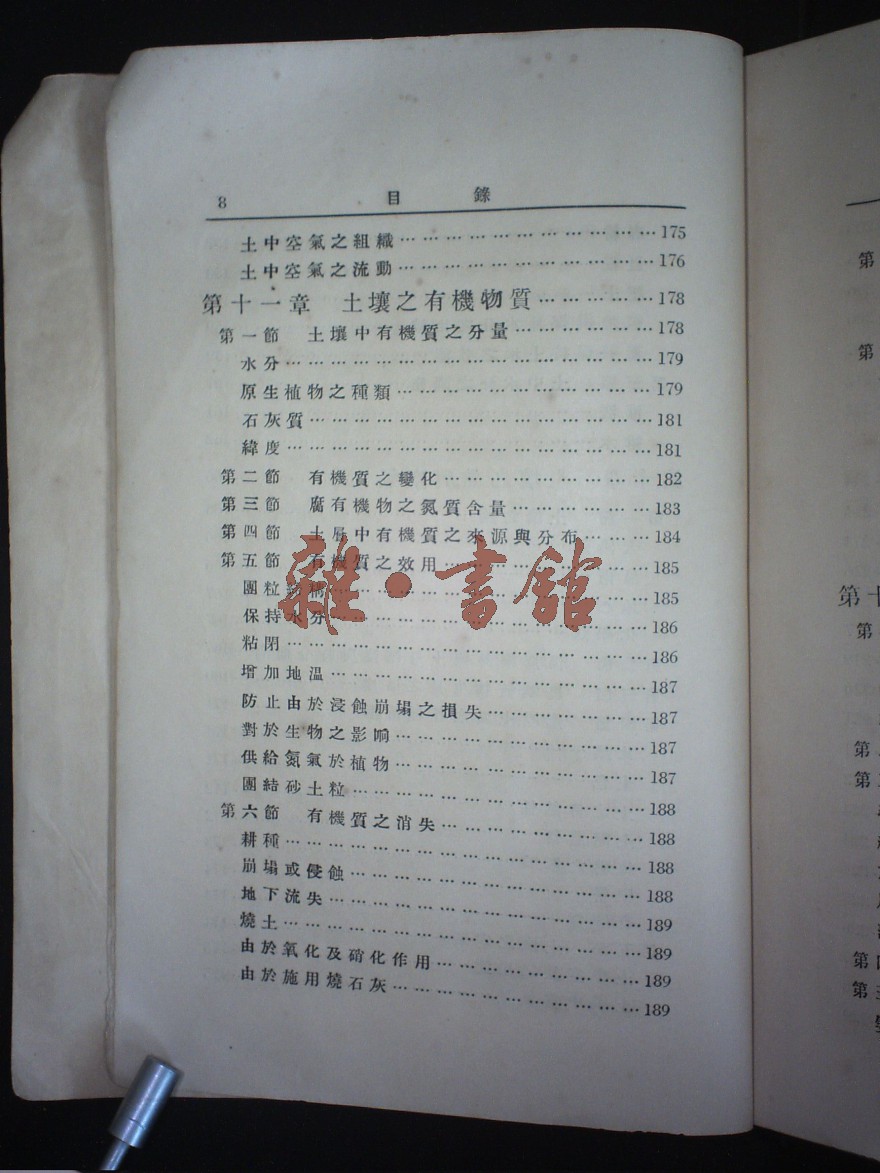 8 目 錄
土中空氣之組織………………………………175
土中空氣之流動………………………………176
第十一章 土壤之有機物質……………178
第一節 土壤中有機質之分量………………178
水分………………………………………179
原生植物之種類………………………………179
石灰質………………………………………181
緯度………………………………………181
第二節 有機質之變化………………………182
第三節 腐有機物之氮質含量………………183
第四節 土層中有機質之來源與分布………184
第五節 有機質之效用………………………185
團粒結構………………………………………185
保持水分………………………………………186
粘閉………………………………………186
增加地溫………………………………………187
防止由於浸蝕崩塌之損失……………………187
對於生物之影响………………………………187
供給氮氣於植物………………………………187
團結砂土粒………………………………………188
第六節 有機質之消失………………………188
耕種………………………………………188
崩塌或侵蝕………………………………………188
地下流失………………………………………189
燒土………………………………………189
由於氧化及硝化作用…………………………189
由於施用燒石灰………………………………189
雜·書館
第
第
第十
第
第
第
第
第